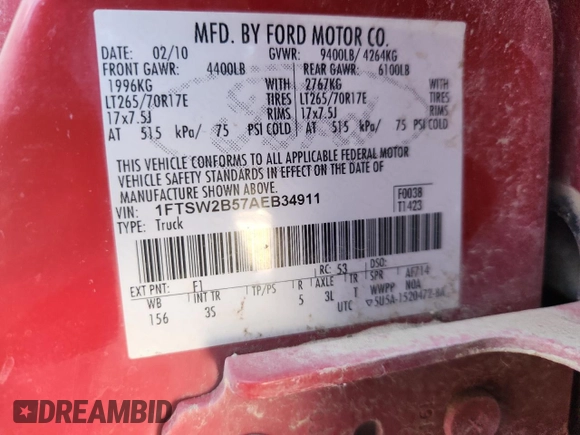 MFD. BY FORD MOTOR CO.
DATE: 02/10 GVWR: 9400LB/ 4264KG
FRONT GAWR: 4400LB REAR GAWR: 6100LB
1996KG WITH 2767KG WITH
LT265/70R17E TIRES LT265/70R17E TIRES
17x7.5J RIMS 17x7.5J RIMS
AT 515 kPa/ 75 PSI COLD AT 515 kPa/ 75 PSI COLD
THIS VEHICLE CONFORMS TO ALL APPLICABLE FEDERAL MOTOR
VEHICLE SAFETY STANDARDS IN EFFECT ON THE DATE OF
MANUFACTURE SHOWN ABOVE.
VIN: 1FTSW2B57AEB34911 F0038
TYPE: Truck T1423
EXT PNT: F1 RC: 53 DSO:
WB INT TR TP/PS R AXLE TR SPR AF214
156 3S 5 3L T WWPP NOA
UTC
DREAMBID